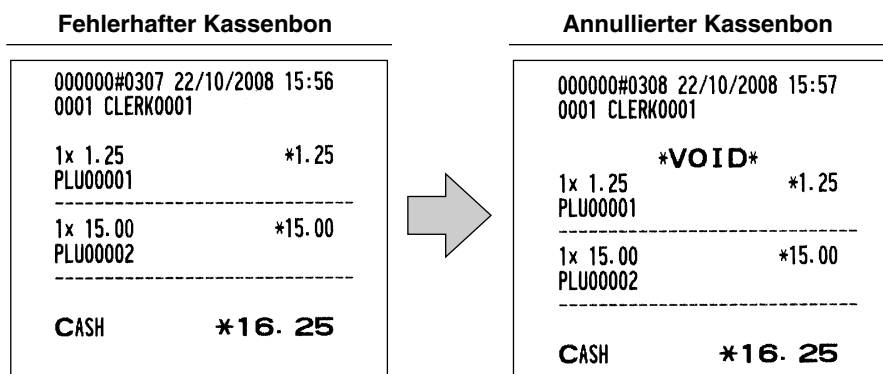 Fehlerhafter Kassenbon
000000#0307 22/10/2008 15:56
0001 CLERK0001
1x 1.25 *1.25
PLU00001
1x 15.00 *15.00
PLU00002
CASH *16.25
Annullierter Kassenbon
000000#0308 22/10/2008 15:57
0001 CLERK0001
*VOID*
1x 1.25 *1.25
PLU00001
1x 15.00 *15.00
PLU00002
CASH *16.25